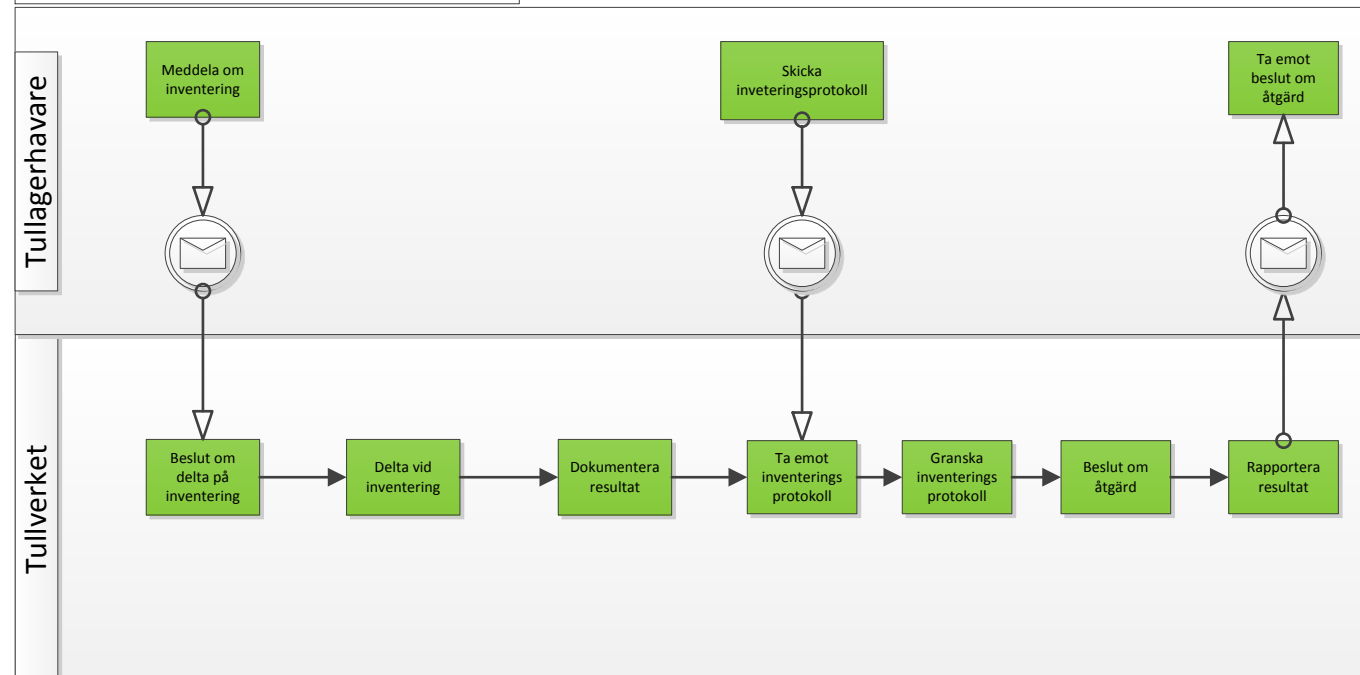 Tullagerhavare
Meddela om
inventering
Skicka
inveteringsprotokoll
Ta emot
beslut om
åtgärd
Tullverket
Beslut om
delta på
inventering
Delta vid
inventering
Dokumentera
resultat
Ta emot
inventerings
protokoll
Granska
inventerings
protokoll
Beslut om
åtgärd
Rapportera
resultat